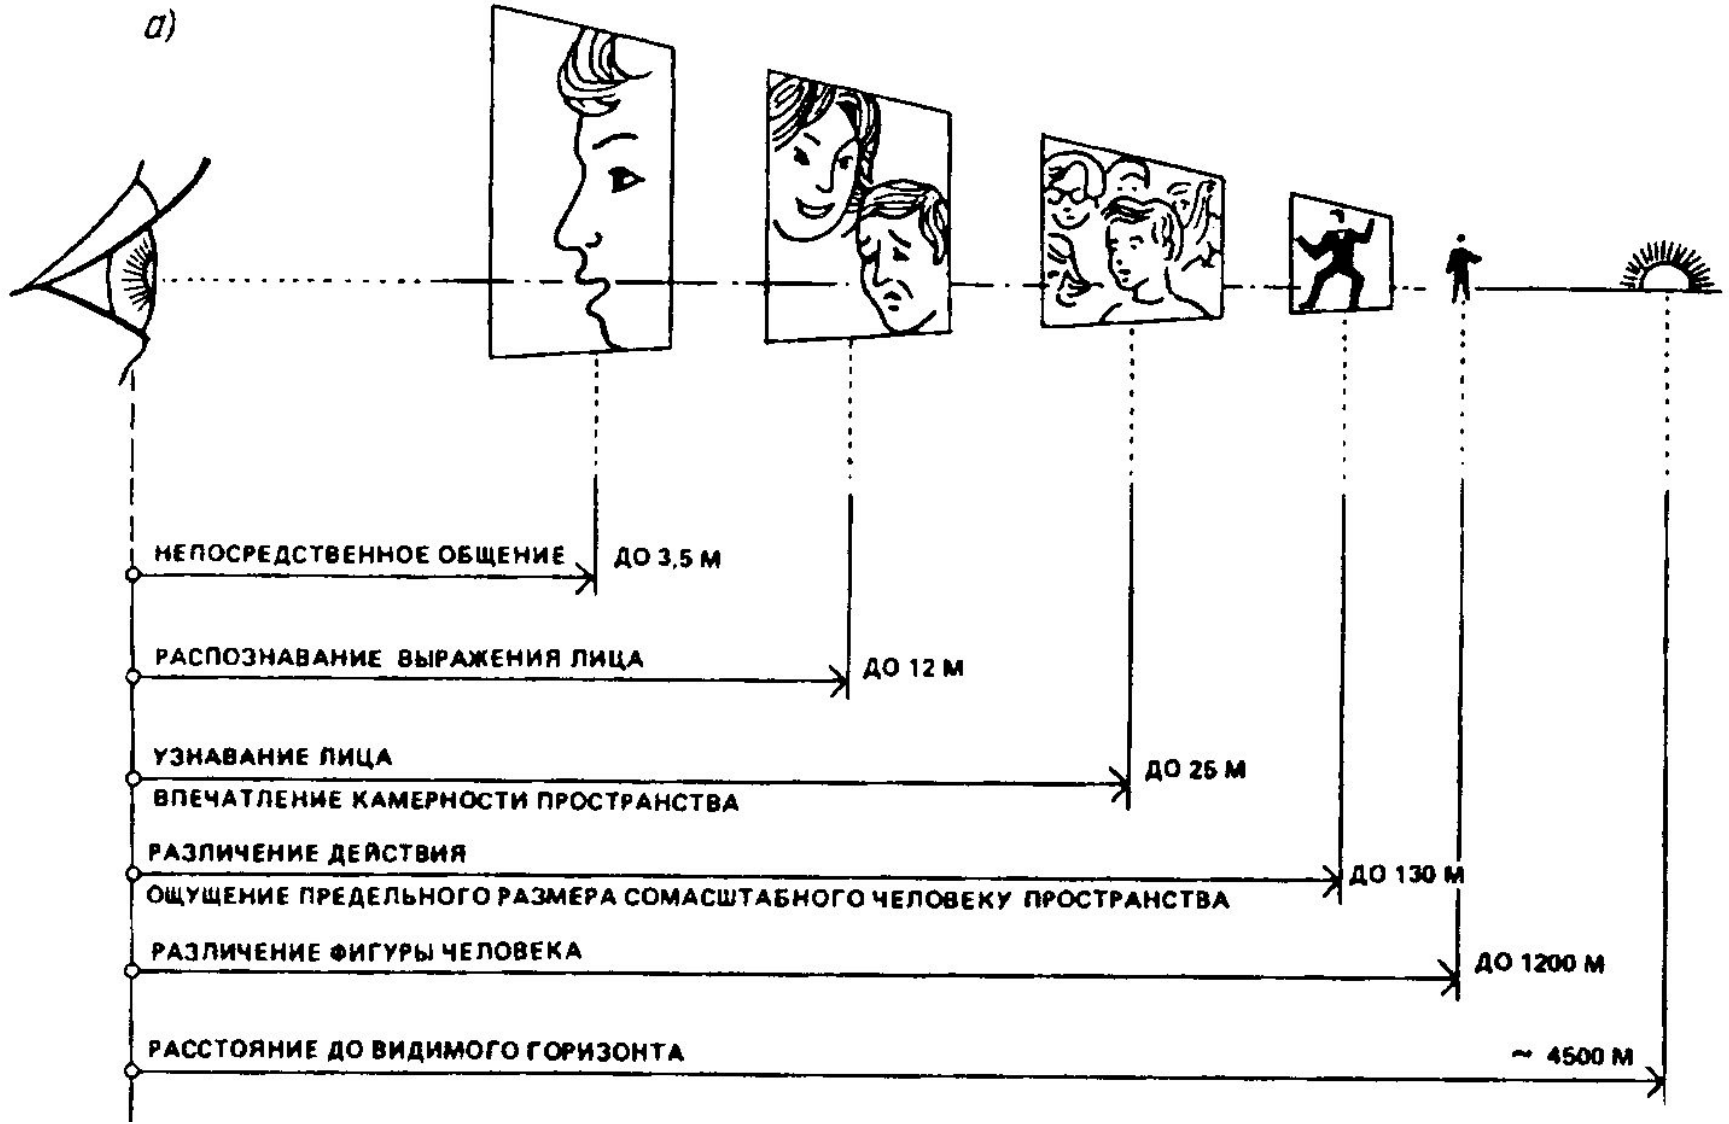 а)
НЕПОСРЕДСТВЕННОЕ ОБЩЕНИЕ ДО 3,5 М
РАСПОЗНАВАНИЕ ВЫРАЖЕНИЯ ЛИЦА ДО 12 М
УЗНАВАНИЕ ЛИЦА ДО 25 М
ВПЕЧАТЛЕНИЕ КАМЕРНОСТИ ПРОСТРАНСТВА
РАЗЛИЧЕНИЕ ДЕЙСТВИЯ ДО 130 М
ОЩУЩЕНИЕ ПРЕДЕЛЬНОГО РАЗМЕРА СОМАСШТАБНОГО ЧЕЛОВЕКУ ПРОСТРАНСТВА
РАЗЛИЧЕНИЕ ФИГУРЫ ЧЕЛОВЕКА ДО 1200 М
РАССТОЯНИЕ ДО ВИДИМОГО ГОРИЗОНТА ~ 4500 М